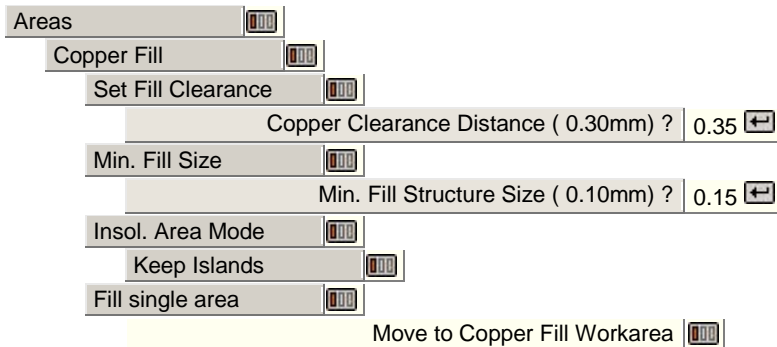 Areas
Copper Fill
Set Fill Clearance
Copper Clearance Distance ( 0.30mm) ? 0.35
Min. Fill Size
Min. Fill Structure Size ( 0.10mm) ? 0.15
Insol. Area Mode
Keep Islands
Fill single area
Move to Copper Fill Workarea